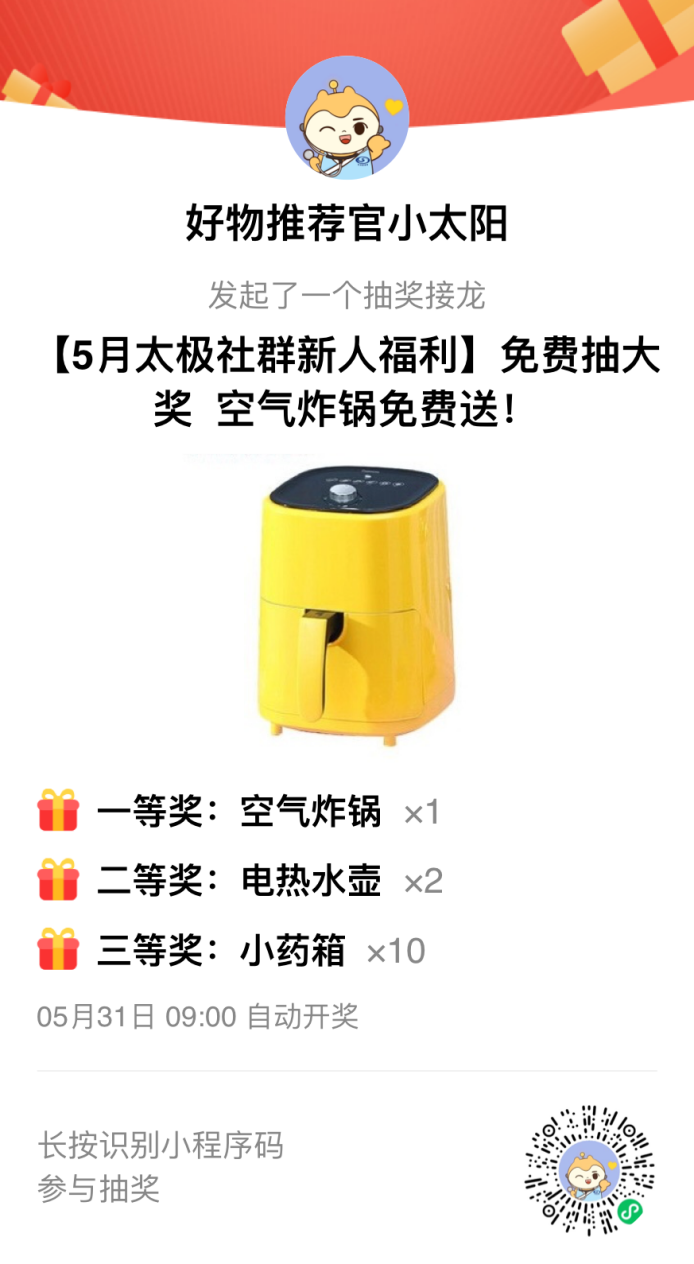 好物推荐官小太阳
发起了一个抽奖接龙
【5月太极社群新人福利】免费抽大
奖 空气炸锅免费送！
一等奖：空气炸锅 ×1
二等奖：电热水壶 ×2
三等奖：小药箱 ×10
05月31日 09:00 自动开奖
长按识别小程序码
参与抽奖